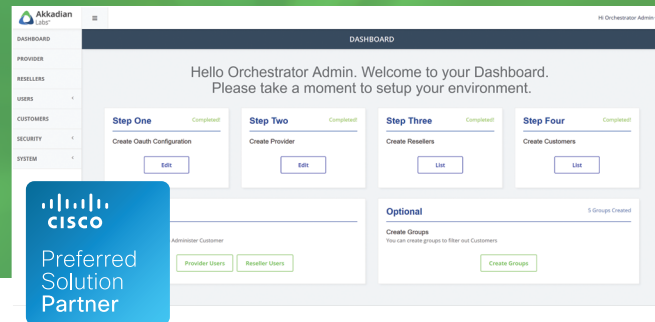 Akkadian
Labs
Hi Orchestrator Admin
DASHBOARD
DASHBOARD
PROVIDER
RESELLERS
USERS
CUSTOMERS
SECURITY
SYSTEM
Hello Orchestrator Admin. Welcome to your Dashboard.
Please take a moment to setup your environment.
Step One
Completed!
Create Oauth Configuration
Edit
Step Two
Completed!
Create Provider
Edit
Step Three
Completed!
Create Resellers
List
Step Four
Completed!
Create Customers
List
Administer Customer
Provider Users
Reseller Users
Optional
5 Groups Created
Create Groups
You can create groups to filter out Customers
Create Groups
CISCO
Preferred
Solution
Partner